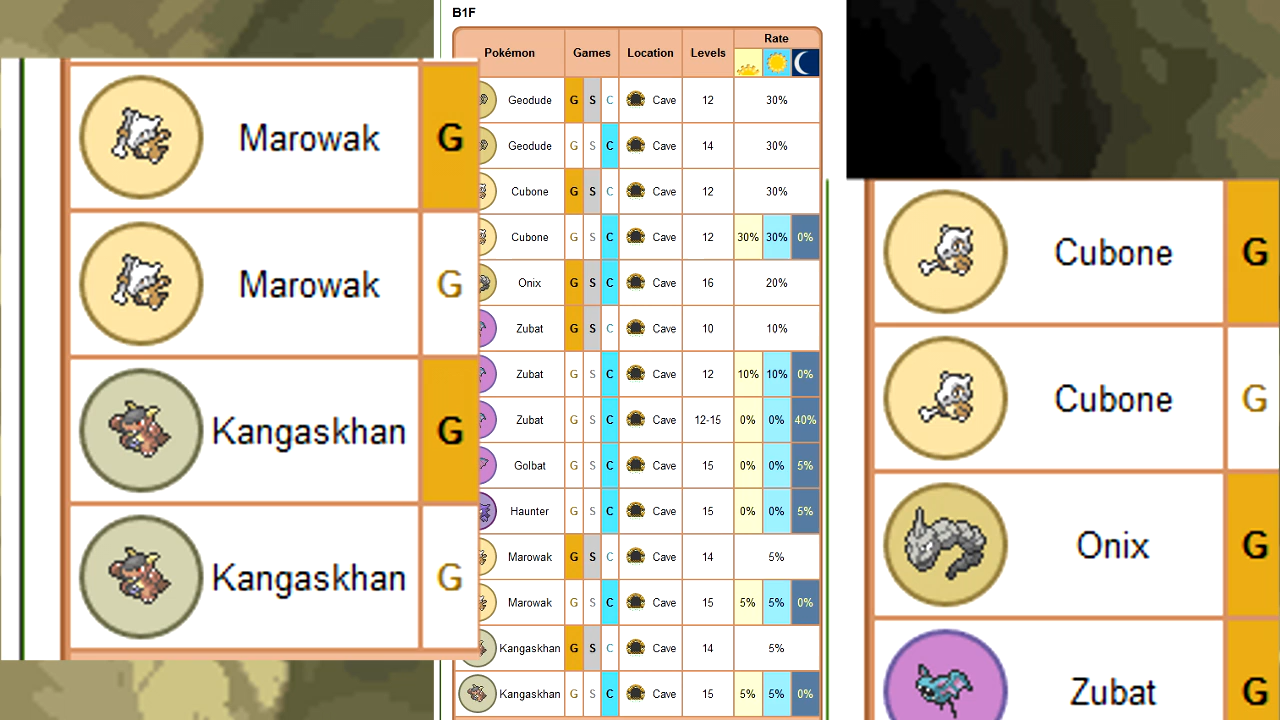 B1F
Pokémon Games Location Levels Rate
Geodude G S C Cave 12 30%
Geodude G S C Cave 14 30%
Cubone G S C Cave 12 30%
Cubone G S C Cave 12 30% 30% 0%
Onix G S C Cave 16 20%
Zubat G S C Cave 10 10%
Zubat G S C Cave 12 10% 10% 0%
Zubat G S C Cave 12-15 0% 0% 40%
Golbat G S C Cave 15 0% 0% 5%
Haunter G S C Cave 15 0% 0% 5%
Marowak G S C Cave 14 5%
Marowak G S C Cave 15 5% 5% 0%
Kangaskhan G S C Cave 14 5%
Kangaskhan G S C Cave 15 5% 5% 0%
Marowak G
Marowak G
Kangaskhan G
Kangaskhan G
Cubone G
Cubone G
Onix G
Zubat G